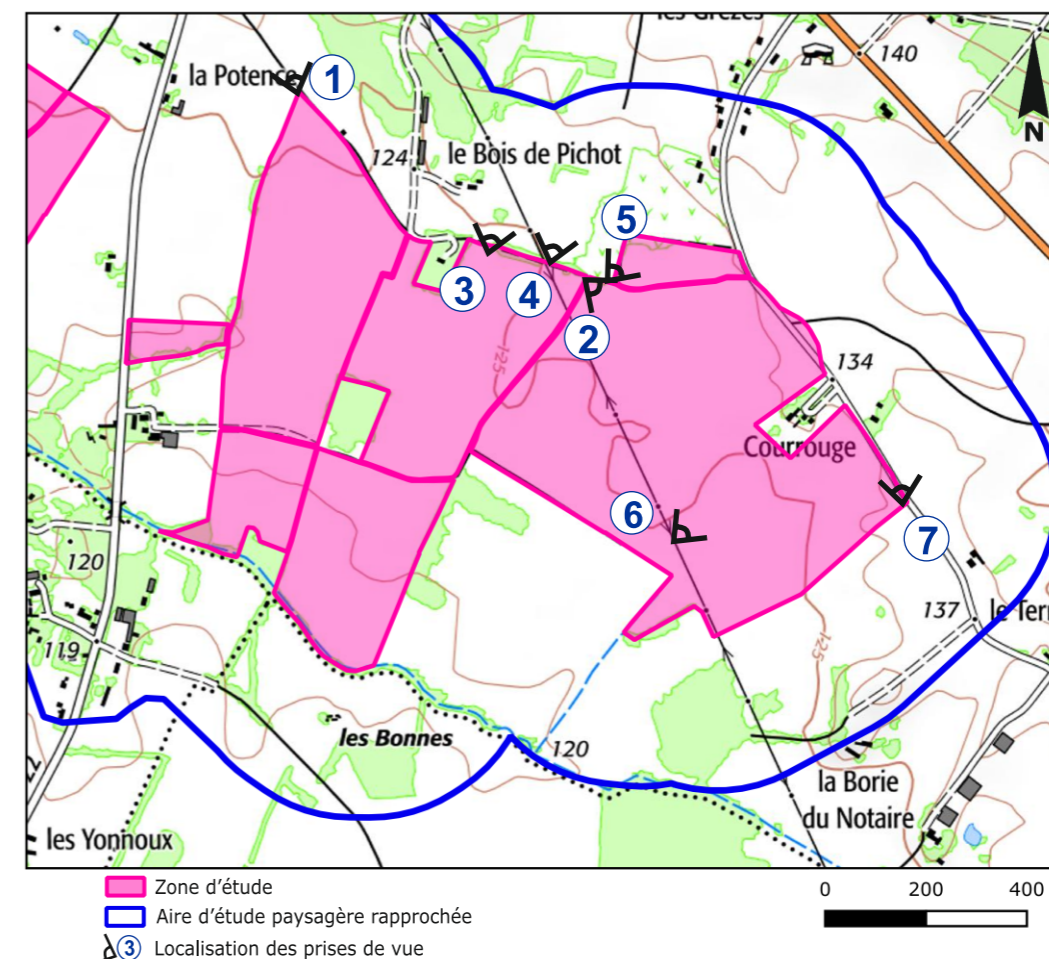 les Grèzes
140
la Potence
1
N
124
le Bois de Pichot
5
3
4
2
125
134
Courrouge
6
7
120
137
le Terr
119
125
les Bonnes
120
la Borie
du Notaire
22
les Yonnoux
Zone d'étude
Aire d'étude paysagère rapprochée
3 Localisation des prises de vue
0 200 400